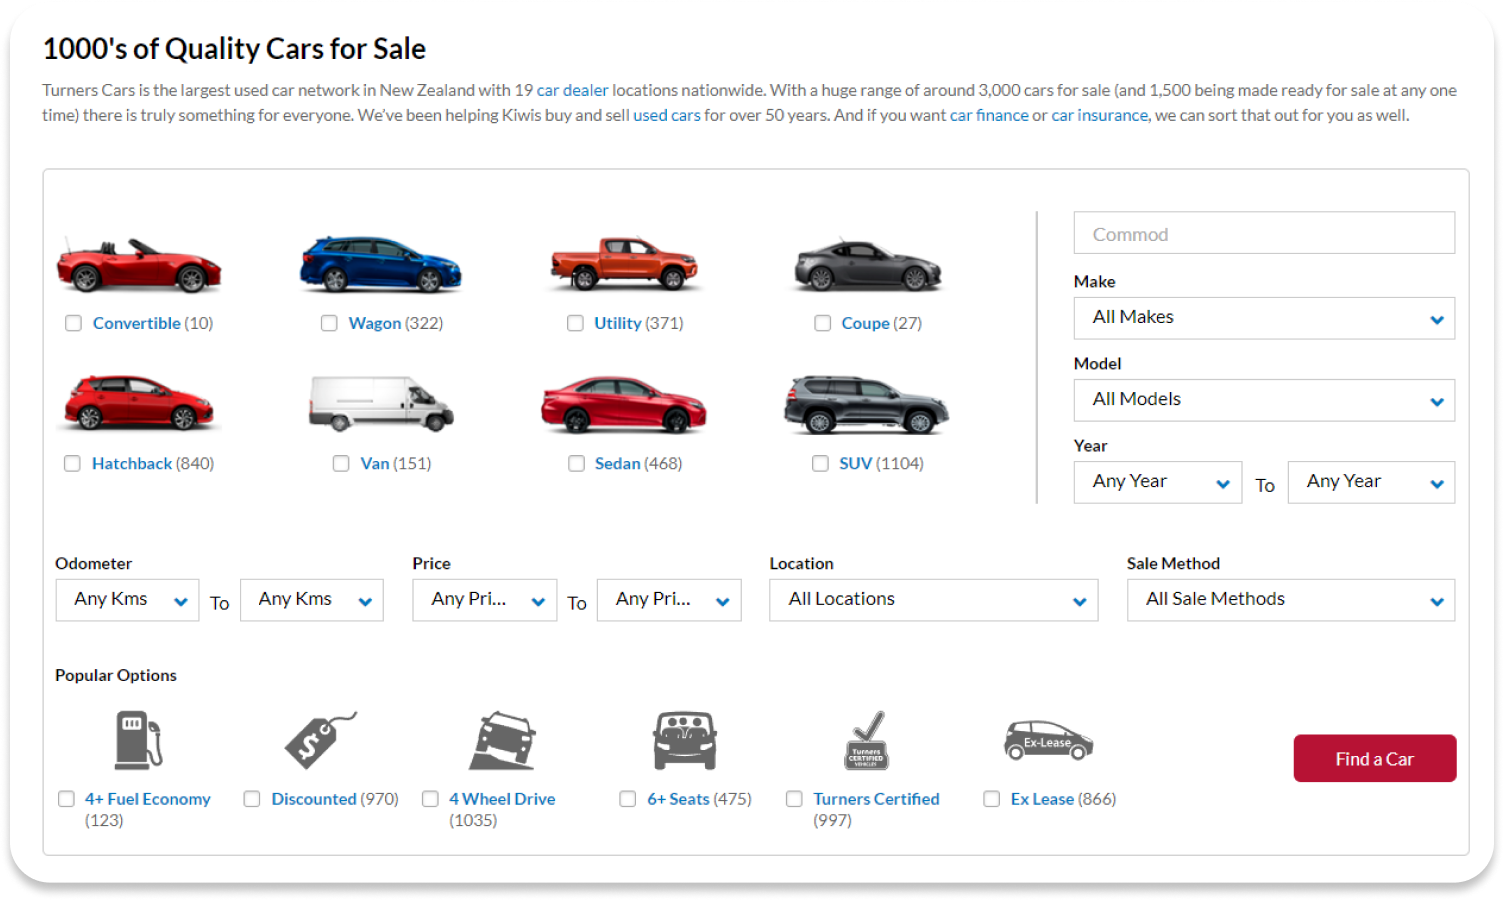 1000's of Quality Cars for Sale
Turners Cars is the largest used car network in New Zealand with 19 car dealer locations nationwide. With a huge range of around 3,000 cars for sale (and 1,500 being made ready for sale at any one
time) there is truly something for everyone. We've been helping Kiwis buy and sell used cars for over 50 years. And if you want car finance or car insurance, we can sort that out for you as well.
Convertible (10)
Wagon (322)
Utility (371)
Coupe (27)
Hatchback (840)
Van (151)
Sedan (468)
SUV (1104)
Commod
Make
All Makes
Model
All Models
Year
Any Year To Any Year
Odometer
Any Kms To Any Kms
Price
Any Pri... To Any Pri...
Location
All Locations
Sale Method
All Sale Methods
Popular Options
4+ Fuel Economy
(123)
$
Discounted (970)
4 Wheel Drive
(1035)
6+ Seats (475)
Turners
CERTIFIED
VEHICLES
Turners Certified
(997)
Ex-Lease
Ex Lease (866)
Find a Car